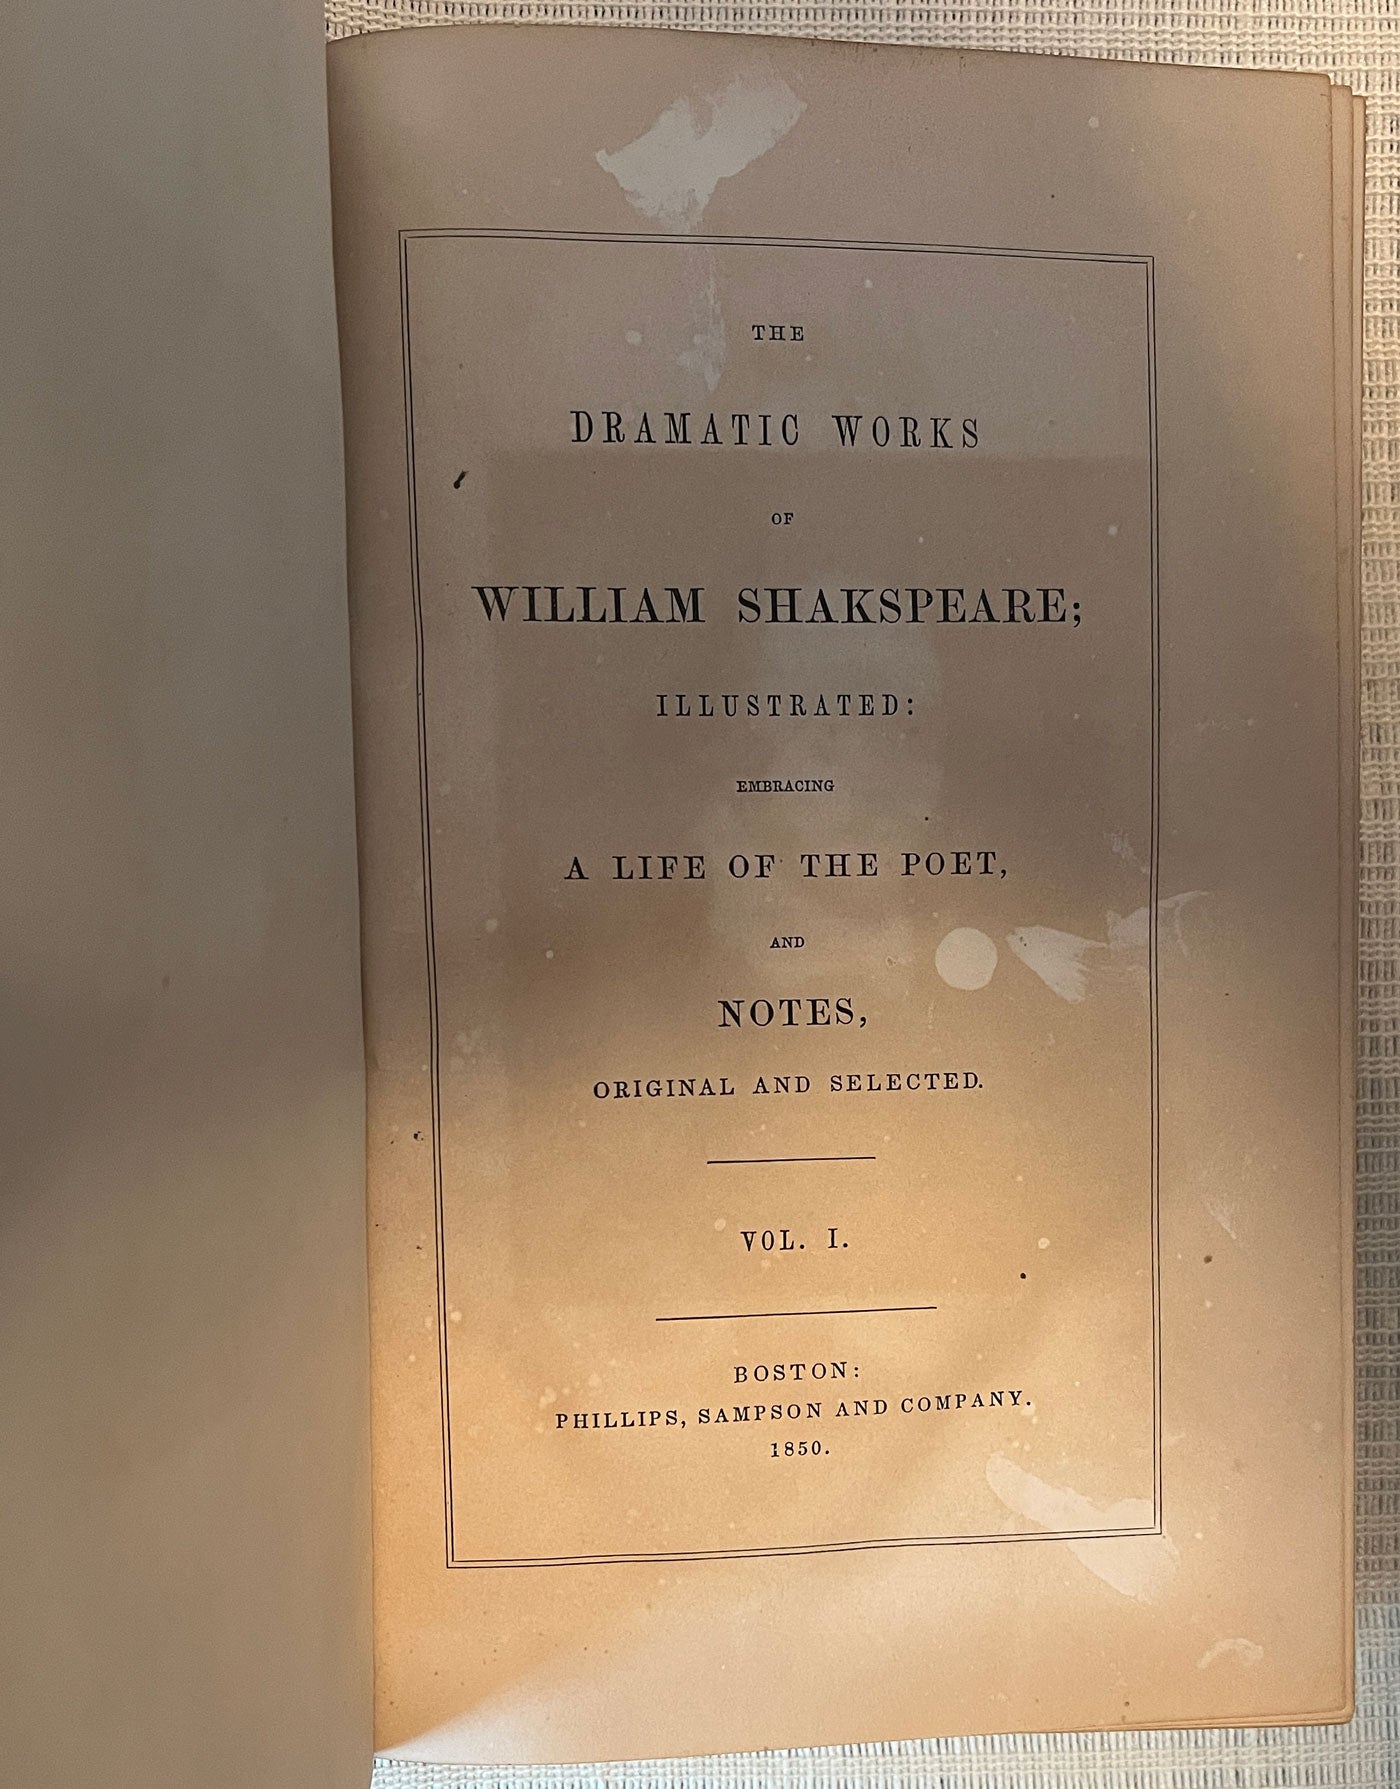 THE
DRAMATIC WORKS
OF
WILLIAM SHAKSPEARE;
ILLUSTRATED:
EMBRACING
A LIFE OF THE POET,
AND
NOTES,
ORIGINAL AND SELECTED.
VOL. I.
BOSTON:
PHILLIPS, SAMPSON AND COMPANY.
1850.